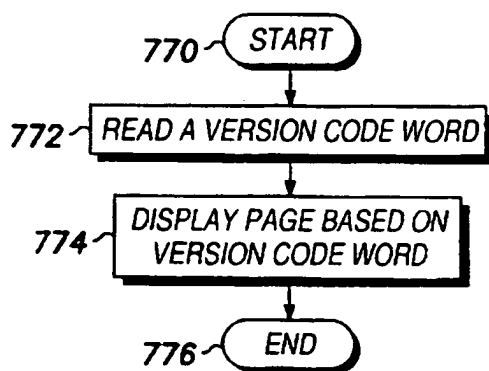 770 START
772 READ A VERSION CODE WORD
DISPLAY PAGE BASED ON
774 VERSION CODE WORD
776 END